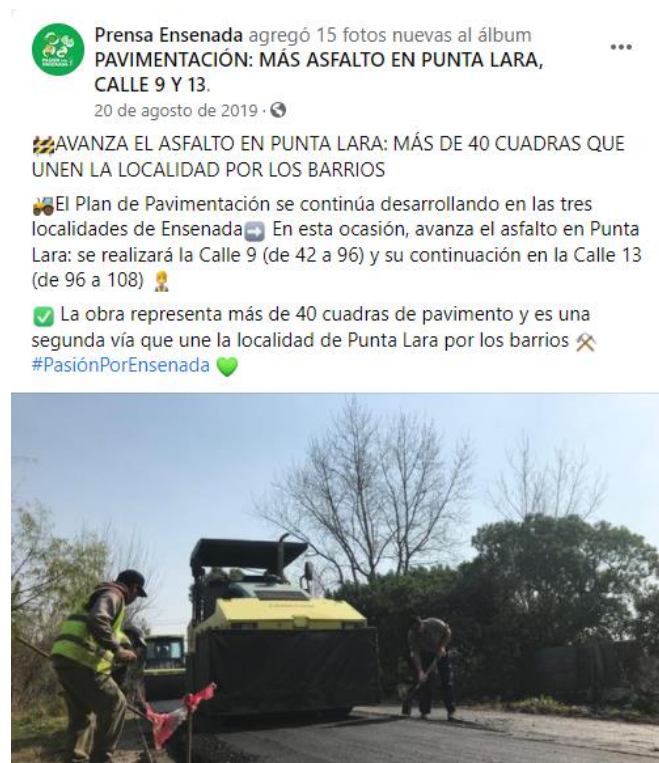 Prensa Ensenada agregó 15 fotos nuevas al álbum
PAVIMENTACIÓN: MÁS ASFALTO EN PUNTA LARA,
CALLE 9 Y 13.
20 de agosto de 2019 ·
🚧AVANZA EL ASFALTO EN PUNTA LARA: MÁS DE 40 CUADRAS QUE
UNEN LA LOCALIDAD POR LOS BARRIOS
🚜El Plan de Pavimentación se continúa desarrollando en las tres
localidades de Ensenada➡️ En esta ocasión, avanza el asfalto en Punta
Lara: se realizará la Calle 9 (de 42 a 96) y su continuación en la Calle 13
(de 96 a 108) 👷
✅ La obra representa más de 40 cuadras de pavimento y es una
segunda vía que une la localidad de Punta Lara por los barrios ⚒️
#PasiónPorEnsenada 💚